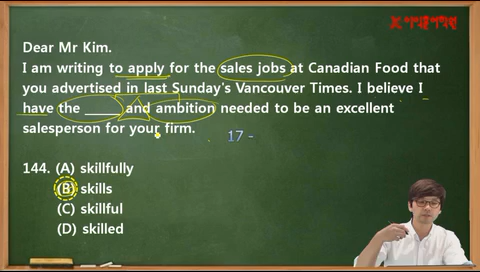 Dear Mr Kim.
I am writing to apply for the sales jobs at Canadian Food that
you advertised in last Sunday's Vancouver Times. I believe I
have the ______ and ambition needed to be an excellent
salesperson for your firm.
17 -
144. (A) skillfully
(B) skills
(C) skillful
(D) skilled